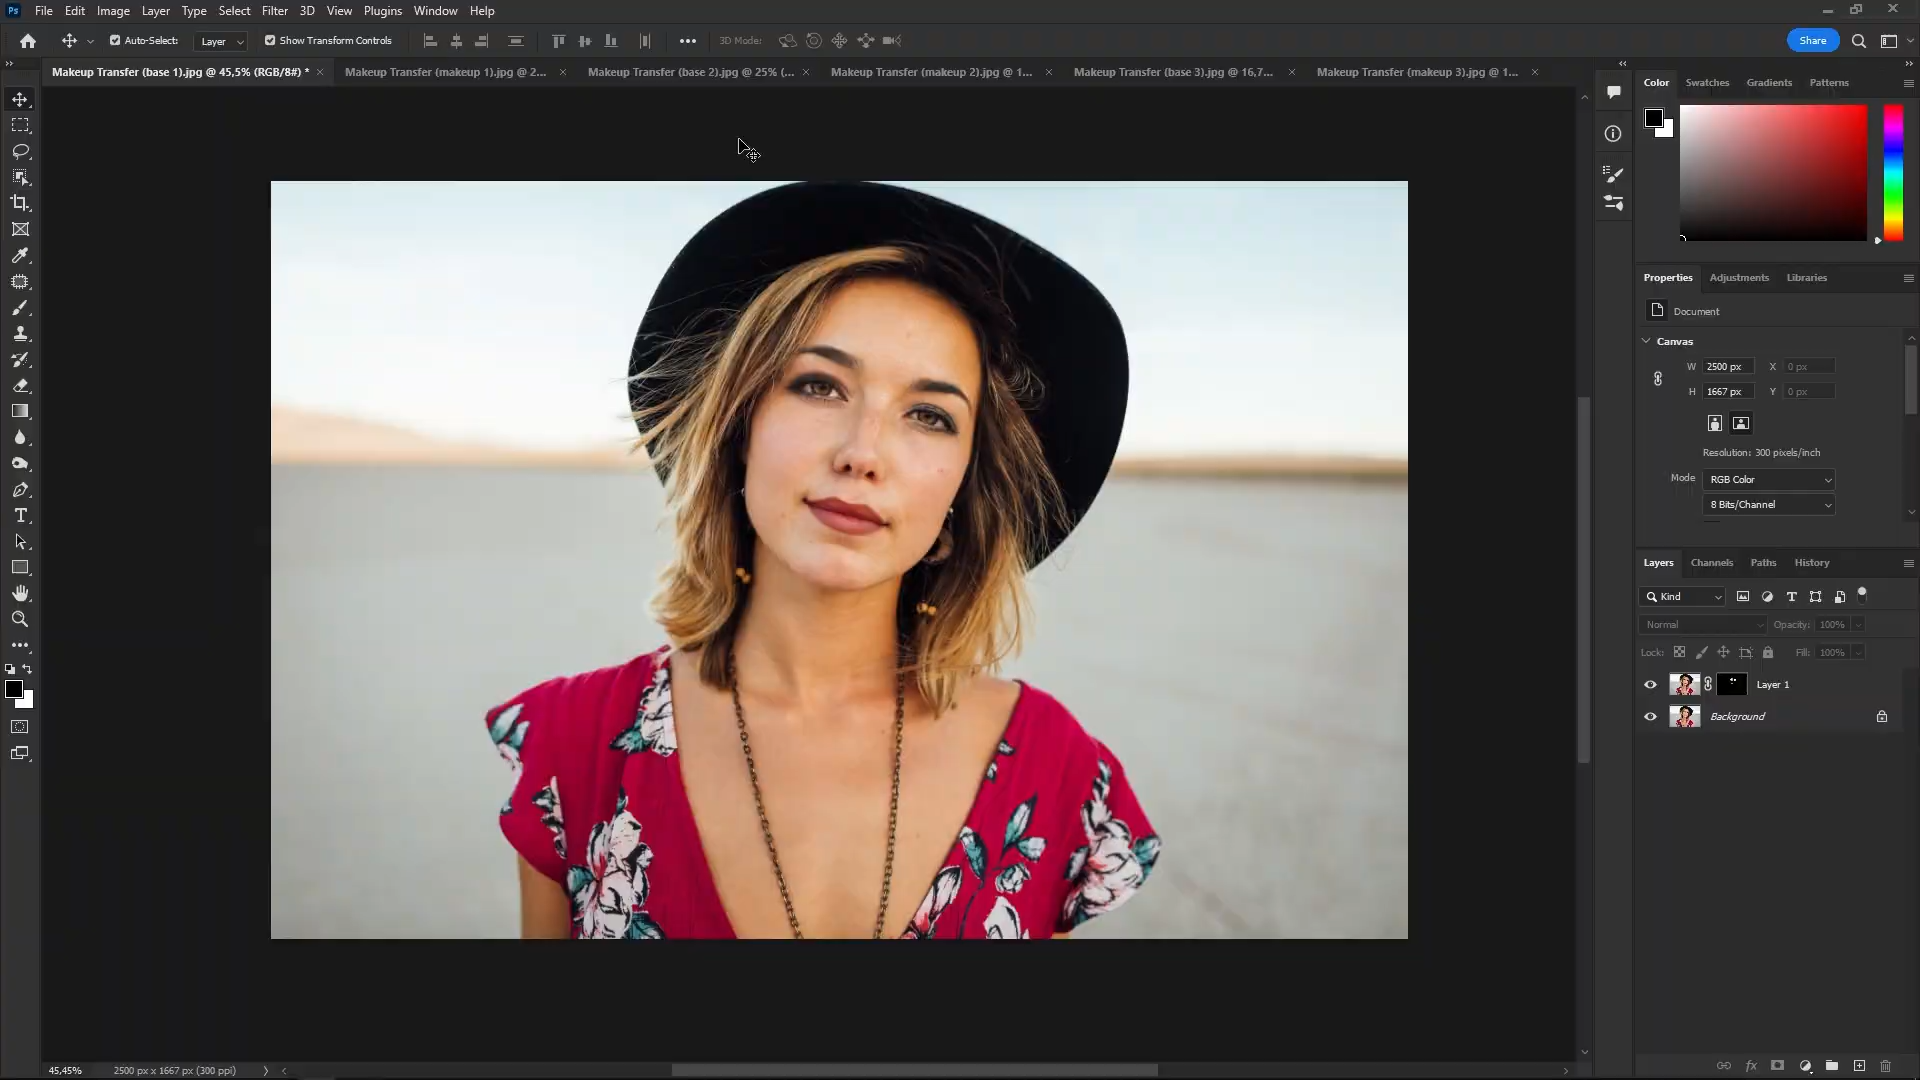 Ps File Edit Image Layer Type Select Filter 3D View Plugins Window Help
Auto-Select: Layer Show Transform Controls 3D Mode: Share
Makeup Transfer (base 1).jpg @ 45,5% (RGB/8#) * Makeup Transfer (makeup 1).jpg @ 2... Makeup Transfer (base 2).jpg @ 25% (... Makeup Transfer (makeup 2).jpg @ 1... Makeup Transfer (base 3).jpg @ 16,7... Makeup Transfer (makeup 3).jpg @ 1...
Color Swatches Gradients Patterns
Properties Adjustments Libraries
Document
Canvas
W 2500 px X 0 px
H 1667 px Y 0 px
Resolution: 300 pixels/inch
Mode RGB Color
8 Bits/Channel
Layers Channels Paths History
Kind
Normal Opacity: 100%
Lock: Fill: 100%
Layer 1
Background
45,45% 2500 px x 1667 px (300 ppi)